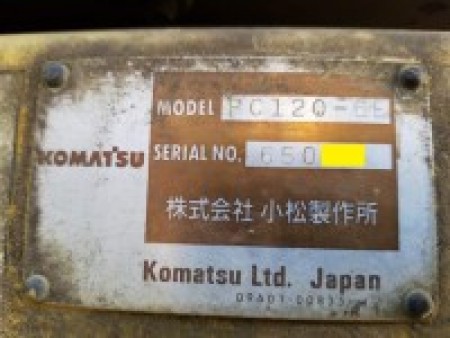 MODEL PC120-6E
KOMATSU
SERIAL NO. 650
株式会社 小松製作所
Komatsu Ltd. Japan